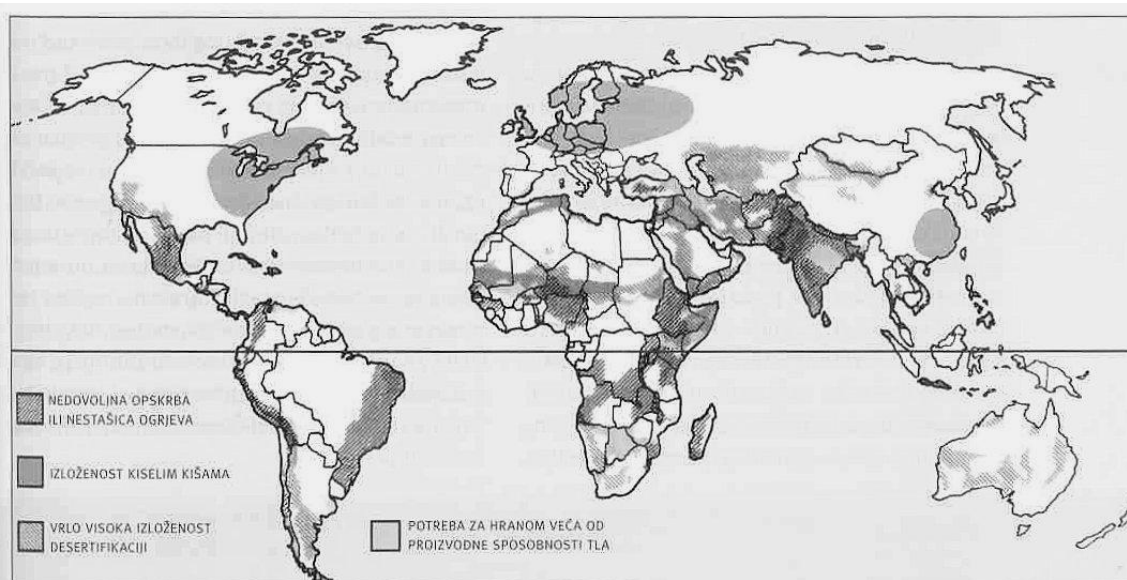 NEDOVOLJNA OPSKRBA
ILI NESTAŠICA OGRJEVA
IZLOŽENOST KISELIM KIŠAMA
VRLO VISOKA IZLOŽENOST
DESERTIFIKACIJI
POTREBA ZA HRANOM VEĆA OD
PROIZVODNE SPOSOBNOSTI TLA